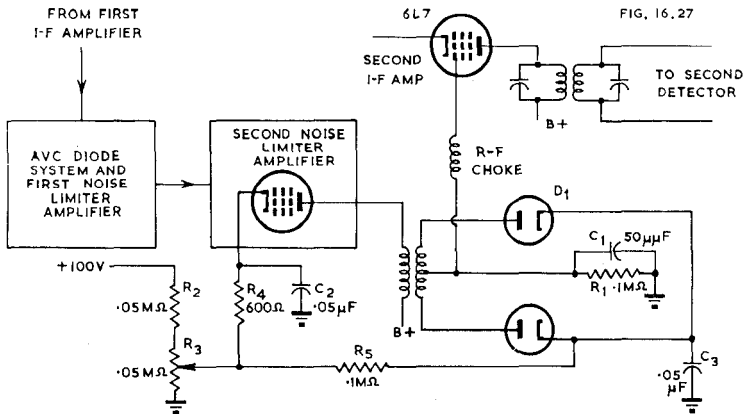 FROM FIRST
I-F AMPLIFIER
6L7
FIG. 16.27
SECOND
I-F AMP
TO SECOND
DETECTOR
B+
R-F
CHOKE
AVC DIODE
SYSTEM AND
FIRST NOISE
LIMITER
AMPLIFIER
SECOND NOISE
LIMITER
AMPLIFIER
D1
C1 50μμF
R1 .1MΩ
+100V
R2
.05MΩ
R4
600Ω
C2
.05μF
B+
R3
.05MΩ
R5
.1MΩ
C3
.05
μF